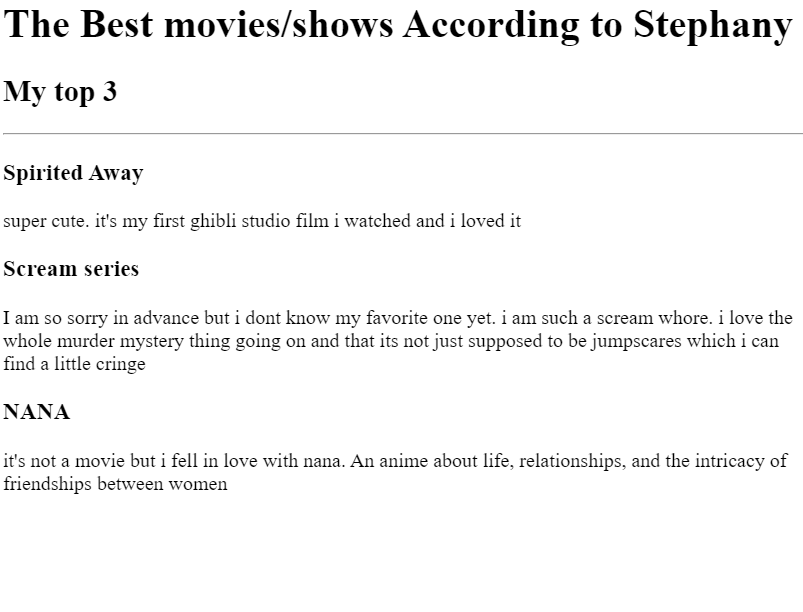 The Best movies/shows According to Stephany
My top 3
Spirited Away
super cute. it's my first ghibli studio film i watched and i loved it
Scream series
I am so sorry in advance but i dont know my favorite one yet. i am such a scream whore. i love the
whole murder mystery thing going on and that its not just supposed to be jumpscares which i can
find a little cringe
NANA
it's not a movie but i fell in love with nana. An anime about life, relationships, and the intricacy of
friendships between women